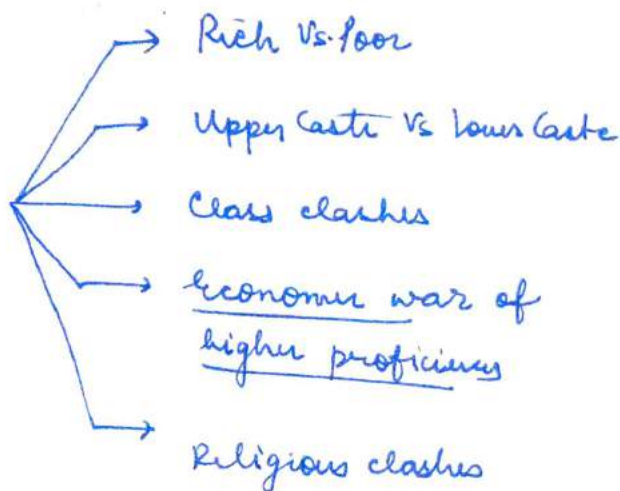 Rich Vs. Poor
Upper Caste Vs Lower Caste
Class clashes
Economic war of
higher proficiency
Religious clashes